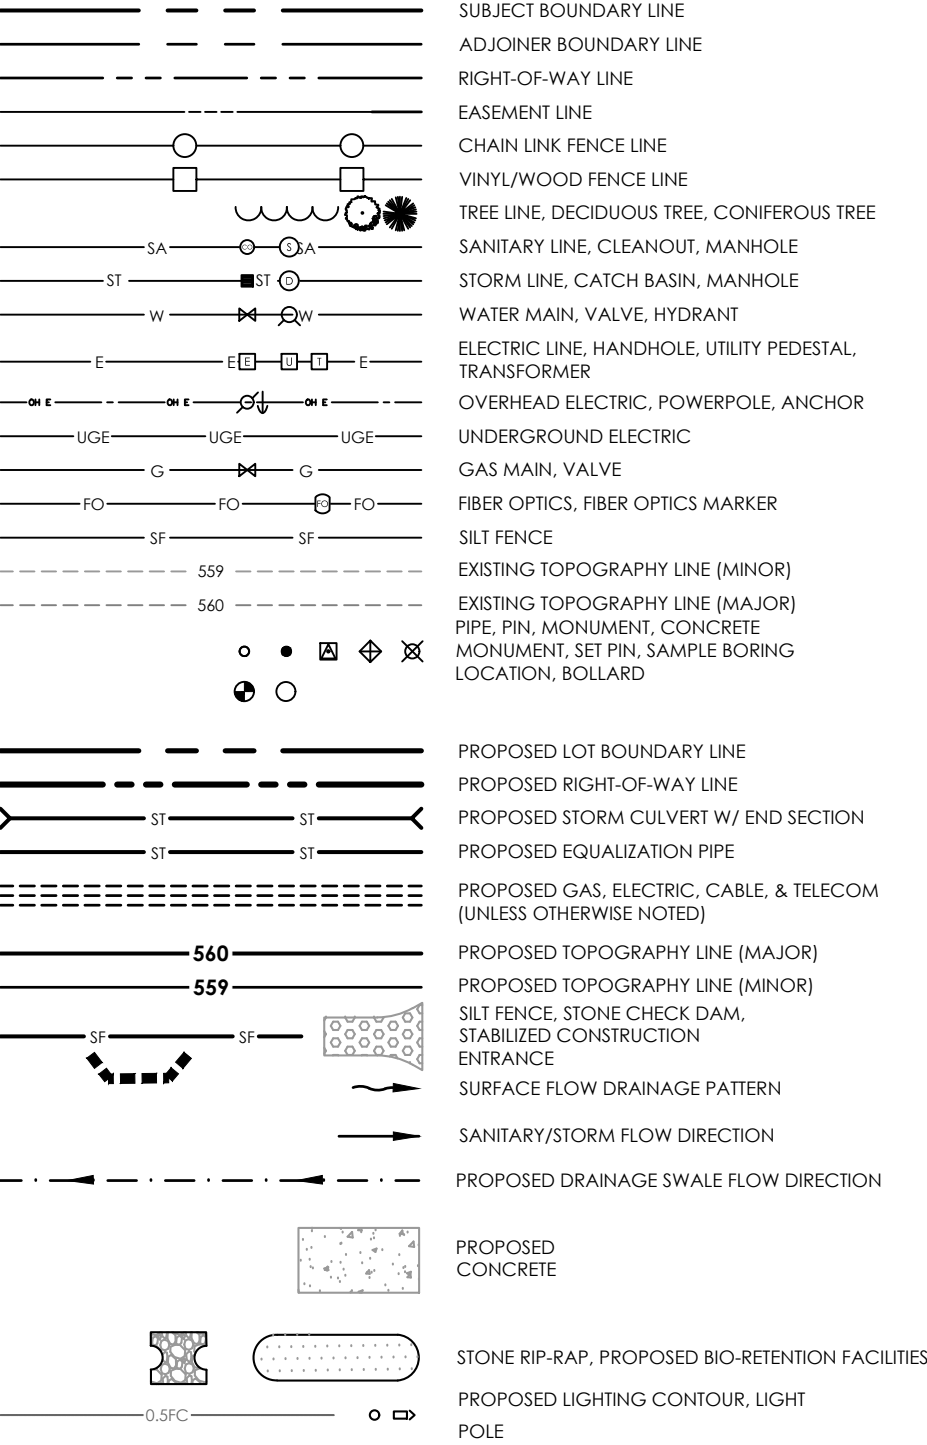 SUBJECT BOUNDARY LINE
ADJOINER BOUNDARY LINE
RIGHT-OF-WAY LINE
EASEMENT LINE
CHAIN LINK FENCE LINE
VINYL/WOOD FENCE LINE
TREE LINE, DECIDUOUS TREE, CONIFEROUS TREE
SA CO S SA SANITARY LINE, CLEANOUT, MANHOLE
ST ST D STORM LINE, CATCH BASIN, MANHOLE
W W WATER MAIN, VALVE, HYDRANT
E E E U T E ELECTRIC LINE, HANDHOLE, UTILITY PEDESTAL,
TRANSFORMER
OH E OH E OH E OVERHEAD ELECTRIC, POWERPOLE, ANCHOR
UGE UGE UGE UNDERGROUND ELECTRIC
G G GAS MAIN, VALVE
FO FO FO FO FIBER OPTICS, FIBER OPTICS MARKER
SF SF SILT FENCE
559 EXISTING TOPOGRAPHY LINE (MINOR)
560 EXISTING TOPOGRAPHY LINE (MAJOR)
PIPE, PIN, MONUMENT, CONCRETE
MONUMENT, SET PIN, SAMPLE BORING
LOCATION, BOLLARD
PROPOSED LOT BOUNDARY LINE
PROPOSED RIGHT-OF-WAY LINE
ST ST PROPOSED STORM CULVERT W/ END SECTION
ST ST PROPOSED EQUALIZATION PIPE
PROPOSED GAS, ELECTRIC, CABLE, & TELECOM
(UNLESS OTHERWISE NOTED)
560 PROPOSED TOPOGRAPHY LINE (MAJOR)
559 PROPOSED TOPOGRAPHY LINE (MINOR)
SILT FENCE, STONE CHECK DAM,
SF SF STABILIZED CONSTRUCTION
ENTRANCE
SURFACE FLOW DRAINAGE PATTERN
SANITARY/STORM FLOW DIRECTION
PROPOSED DRAINAGE SWALE FLOW DIRECTION
PROPOSED
CONCRETE
STONE RIP-RAP, PROPOSED BIO-RETENTION FACILITIES
PROPOSED LIGHTING CONTOUR, LIGHT
0.5FC
POLE